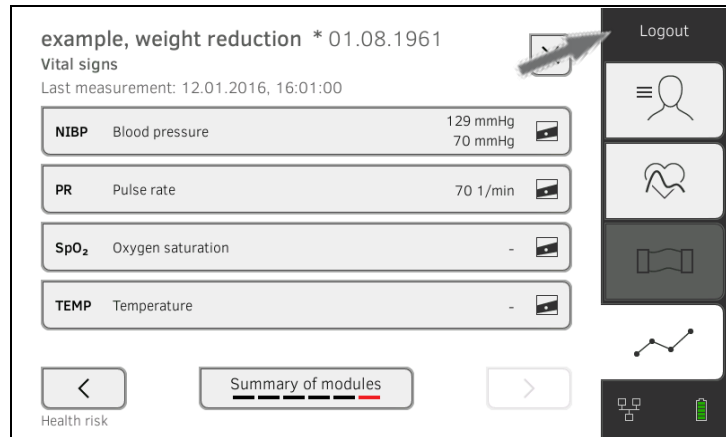 example, weight reduction * 01.08.1961
Vital signs
Last measurement: 12.01.2016, 16:01:00
NIBP Blood pressure 129 mmHg
70 mmHg
PR Pulse rate 70 1/min
SpO₂ Oxygen saturation -
TEMP Temperature -
Summary of modules
Health risk
Logout